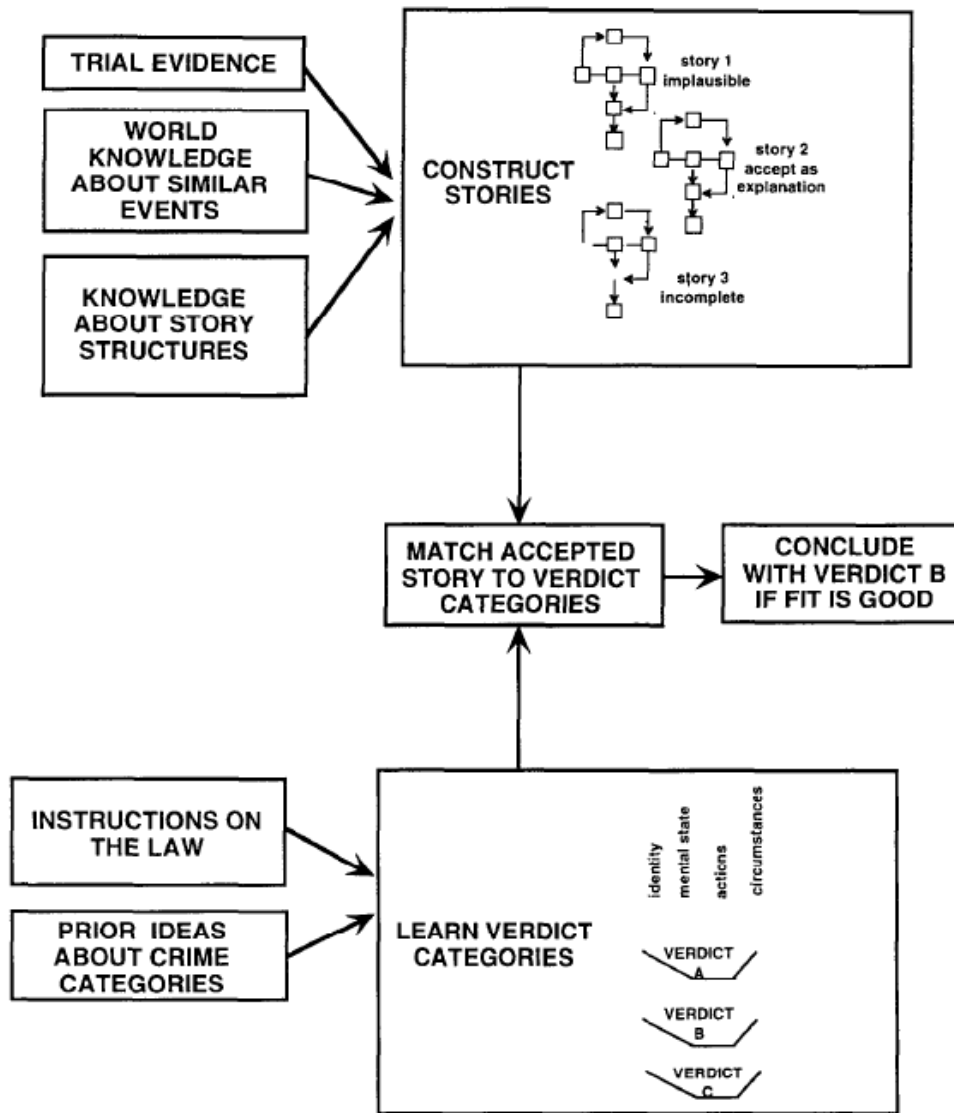 TRIAL EVIDENCE
WORLD
KNOWLEDGE
ABOUT SIMILAR
EVENTS
KNOWLEDGE
ABOUT STORY
STRUCTURES
CONSTRUCT
STORIES
story 1
implausible
story 2
accept as
explanation
story 3
incomplete
MATCH ACCEPTED
STORY TO VERDICT
CATEGORIES
CONCLUDE
WITH VERDICT B
IF FIT IS GOOD
INSTRUCTIONS ON
THE LAW
PRIOR IDEAS
ABOUT CRIME
CATEGORIES
LEARN VERDICT
CATEGORIES
identity
mental state
actions
circumstances
VERDICT
A
VERDICT
B
VERDICT
C